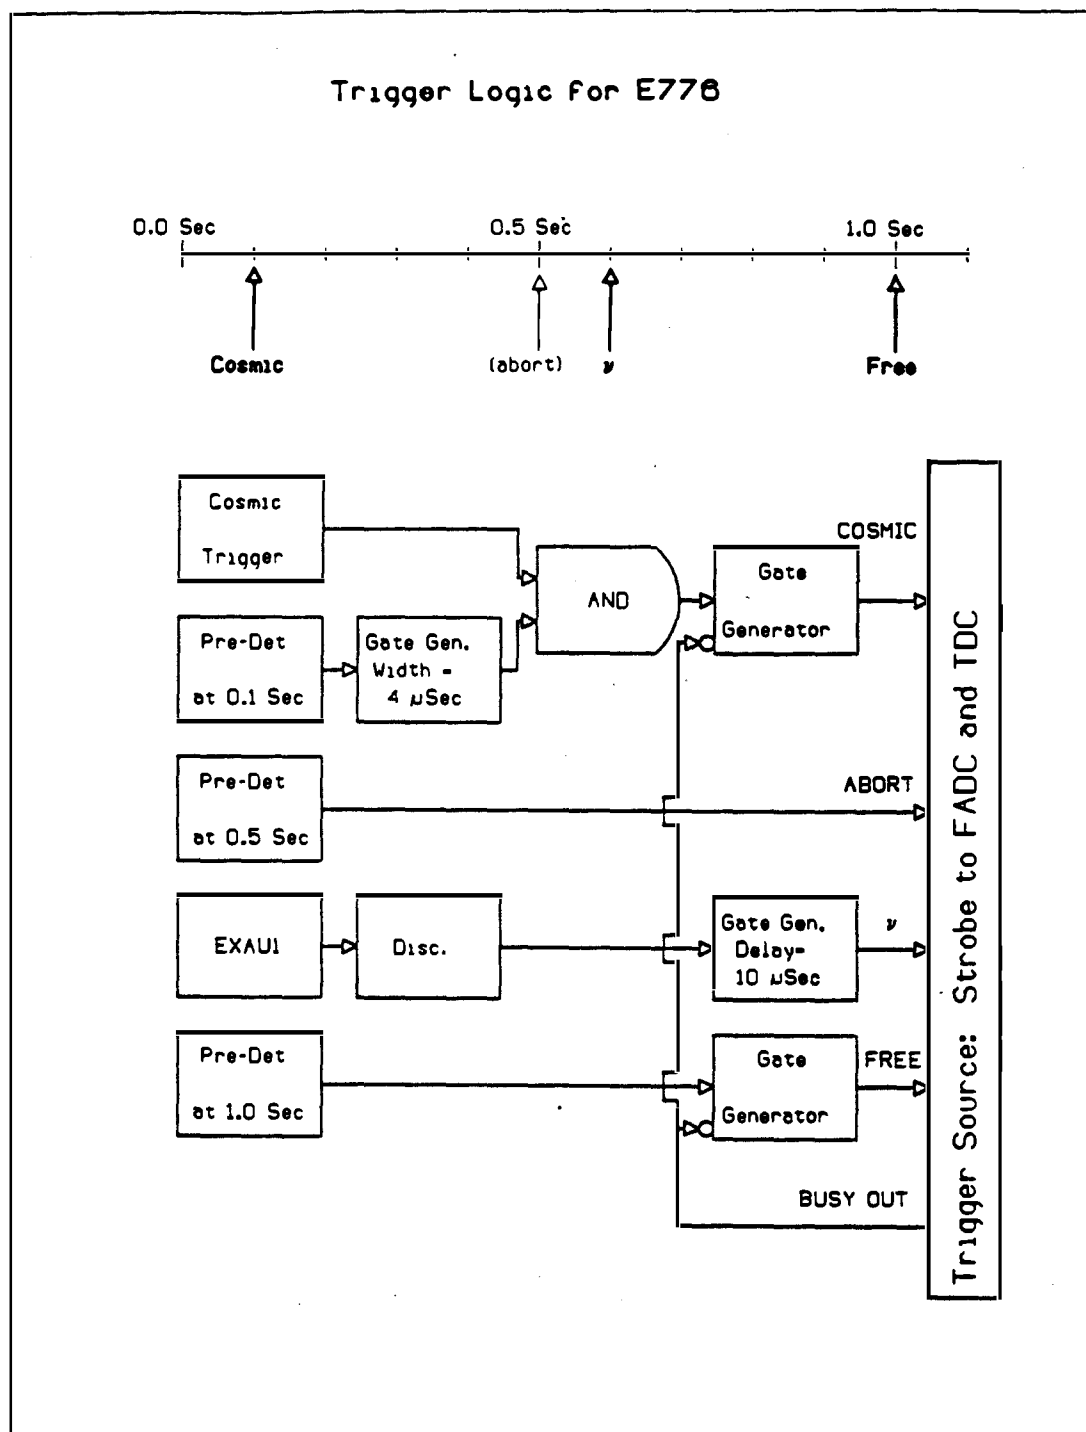 Trigger Logic for E776
0.0 Sec
0.5 Sec
1.0 Sec
Cosmic
(abort)
ν
Free
Cosmic
Trigger
Pre-Det
at 0.1 Sec
Gate Gen.
Width =
4 μSec
AND
Gate
Generator
COSMIC
Pre-Det
at 0.5 Sec
ABORT
EXAU1
Disc.
Gate Gen.
Delay=
10 μSec
ν
Pre-Det
at 1.0 Sec
Gate
Generator
FREE
BUSY OUT
Trigger Source: Strobe to FADC and TDC